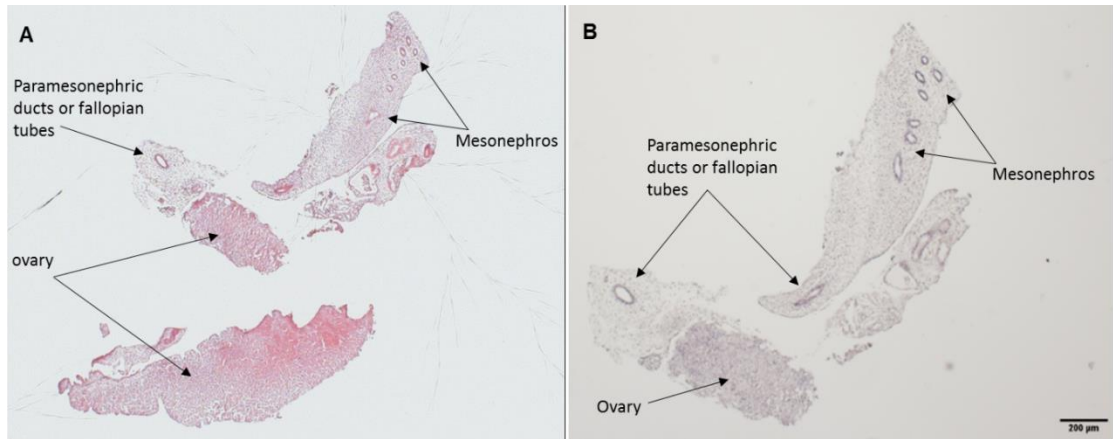 A
Paramesonephric
ducts or fallopian
tubes
Mesonephros
ovary
B
Paramesonephric
ducts or fallopian
tubes
Mesonephros
Ovary
200 µm